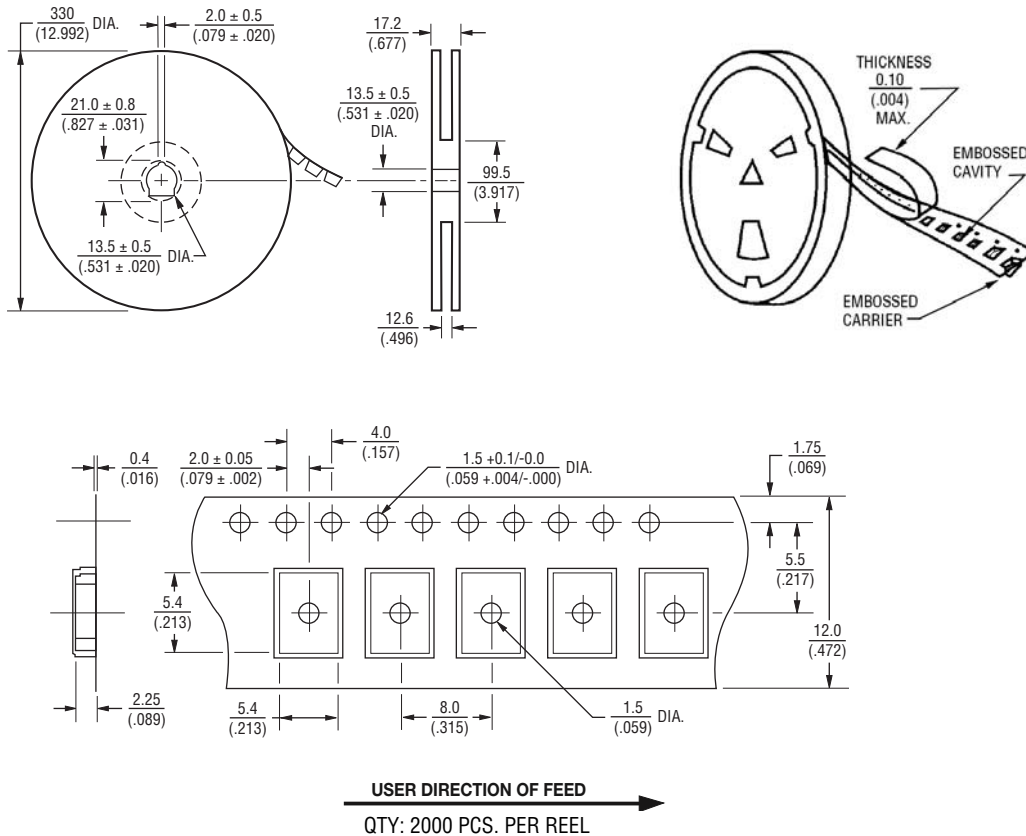 330
(12.992) DIA.
2.0 ± 0.5
(.079 ± .020)
21.0 ± 0.8
(.827 ± .031)
13.5 ± 0.5
(.531 ± .020) DIA.
17.2
(.677)
13.5 ± 0.5
(.531 ± .020)
DIA.
99.5
(3.917)
12.6
(.496)
THICKNESS
0.10
(.004)
MAX.
EMBOSSED
CAVITY
EMBOSSED
CARRIER
0.4
(.016)
2.0 ± 0.05
(.079 ± .002)
4.0
(.157)
1.5 +0.1/-0.0
(.059 +.004/-.000) DIA.
1.75
(.069)
5.5
(.217)
12.0
(.472)
5.4
(.213)
2.25
(.089)
5.4
(.213)
8.0
(.315)
1.5
(.059) DIA.
USER DIRECTION OF FEED
QTY: 2000 PCS. PER REEL